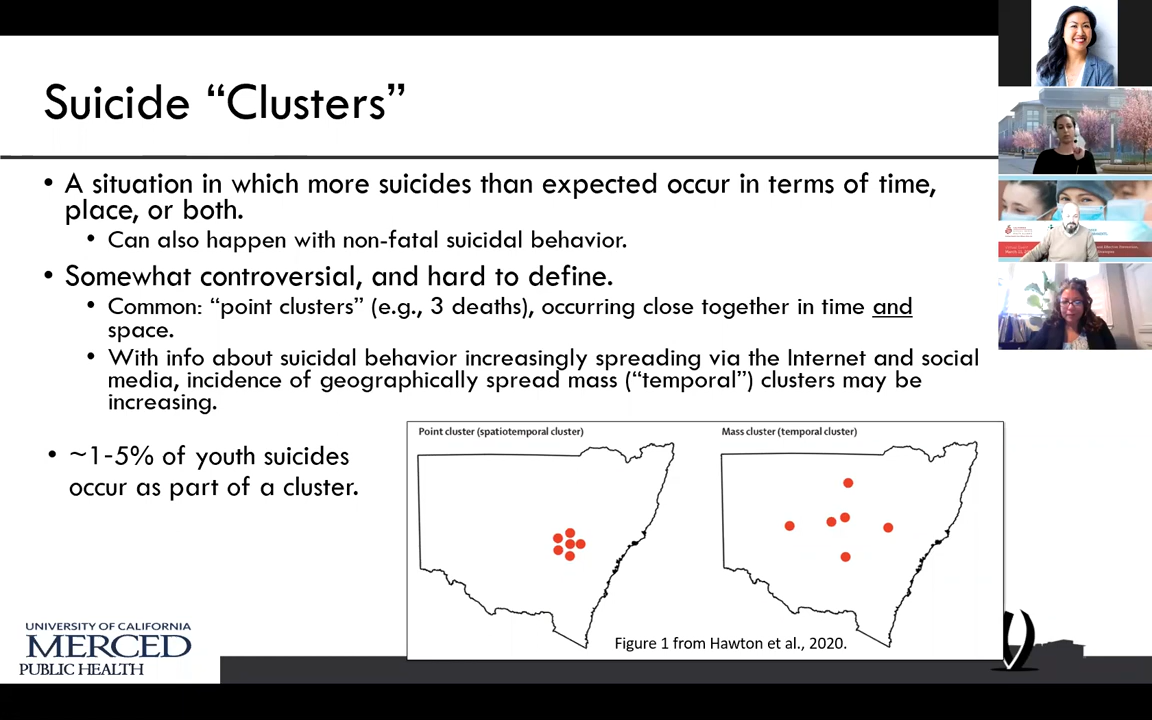 Suicide “Clusters”
• A situation in which more suicides than expected occur in terms of time,
place, or both.
• Can also happen with non-fatal suicidal behavior.
• Somewhat controversial, and hard to define.
• Common: “point clusters” (e.g., 3 deaths), occurring close together in time and
space.
• With info about suicidal behavior increasingly spreading via the Internet and social
media, incidence of geographically spread mass (“temporal”) clusters may be
increasing.
• ~1-5% of youth suicides
occur as part of a cluster.
Point cluster (spatiotemporal cluster)
Mass cluster (temporal cluster)
Figure 1 from Hawton et al., 2020.
UNIVERSITY OF CALIFORNIA
MERCED
PUBLIC HEALTH